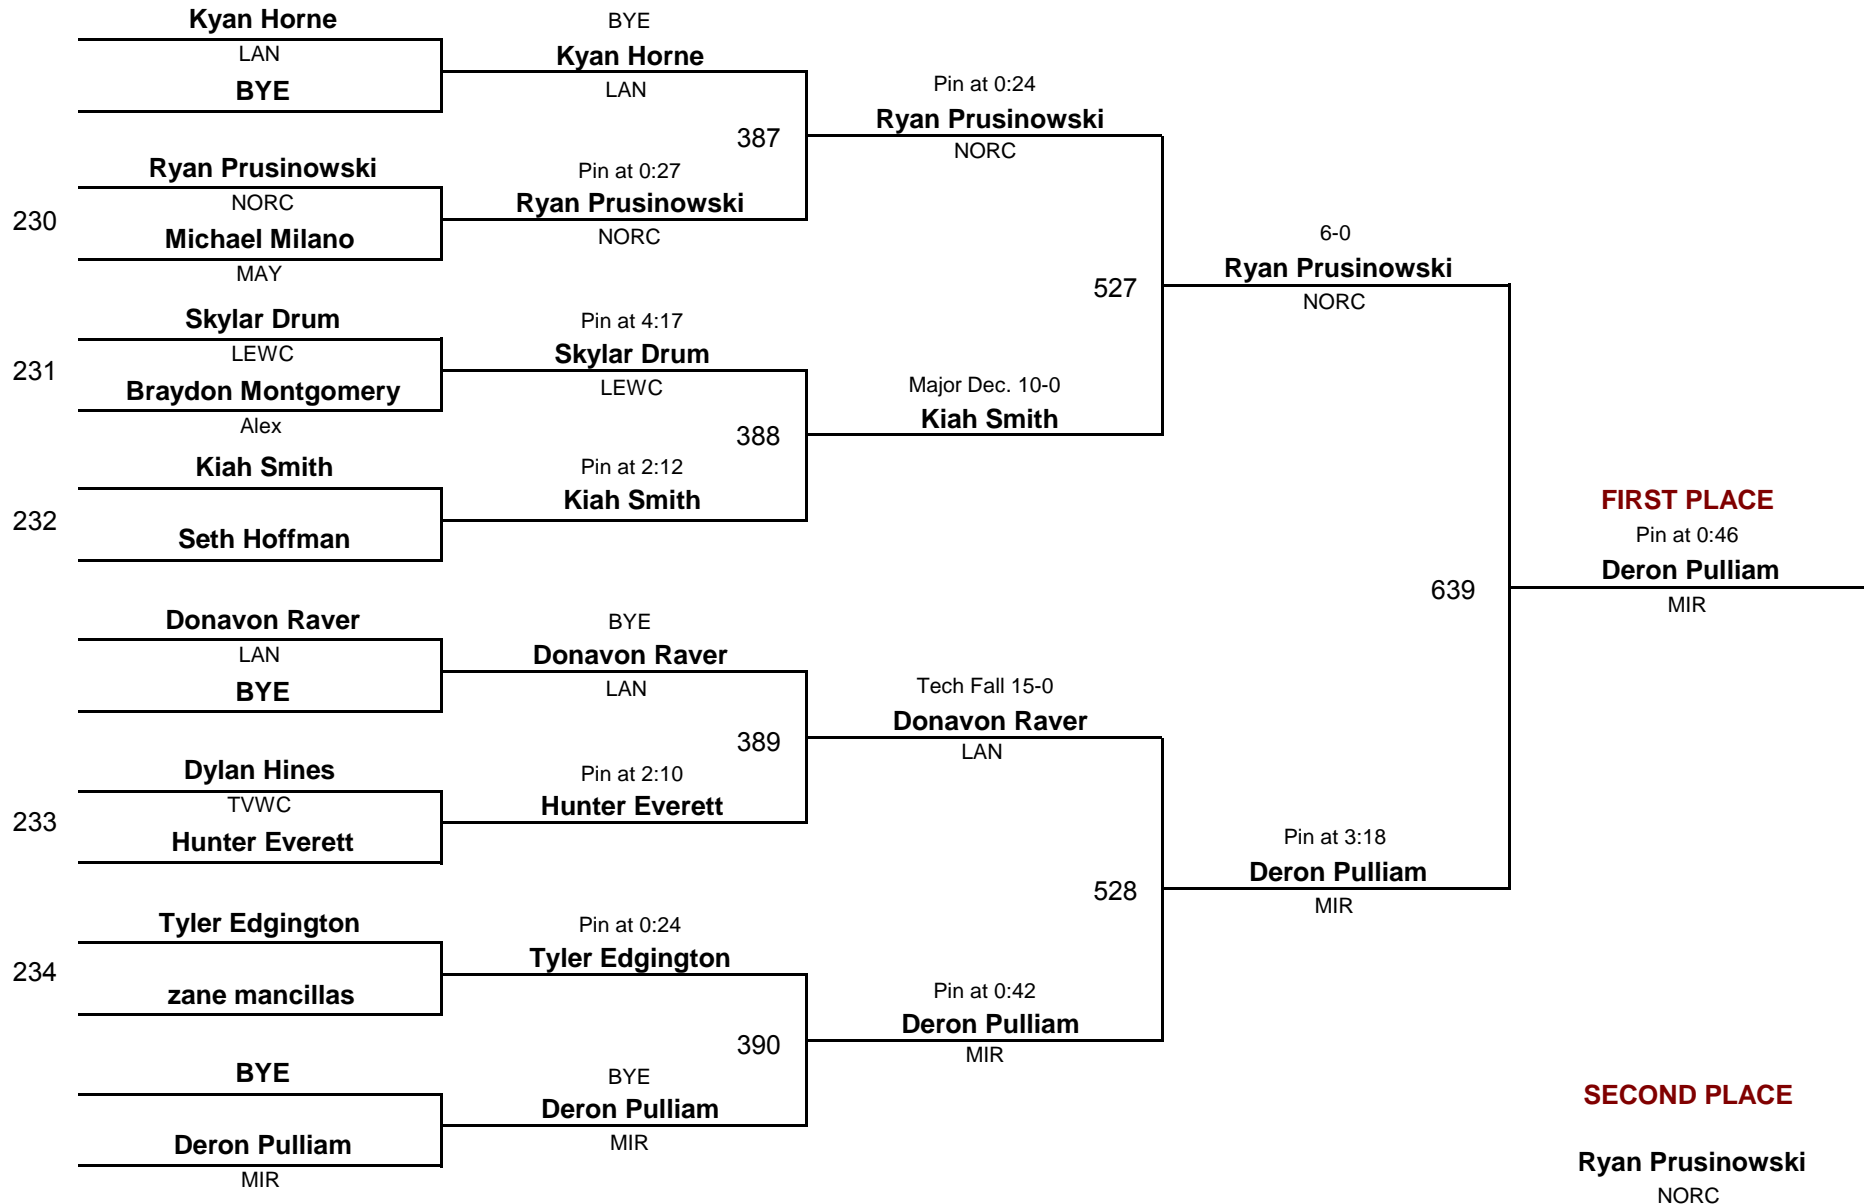 Kyan Horne
LAN
BYE
230
Ryan Prusinowski
NORC
Michael Milano
MAY
231
Skylar Drum
LEWC
Braydon Montgomery
Alex
232
Kiah Smith
Seth Hoffman
Donavon Raver
LAN
BYE
233
Dylan Hines
TVWC
Hunter Everett
234
Tyler Edgington
zane mancillas
BYE
Deron Pulliam
MIR
BYE
Kyan Horne
LAN
387
Pin at 0:27
Ryan Prusinowski
NORC
Pin at 4:17
Skylar Drum
LEWC
388
Pin at 2:12
Kiah Smith
BYE
Donavon Raver
LAN
389
Pin at 2:10
Hunter Everett
Pin at 0:24
Tyler Edgington
390
BYE
Deron Pulliam
MIR
Pin at 0:24
Ryan Prusinowski
NORC
527
Major Dec. 10-0
Kiah Smith
Tech Fall 15-0
Donavon Raver
LAN
528
Pin at 0:42
Deron Pulliam
MIR
6-0
Ryan Prusinowski
NORC
639
Pin at 3:18
Deron Pulliam
MIR
FIRST PLACE
Pin at 0:46
Deron Pulliam
MIR
SECOND PLACE
Ryan Prusinowski
NORC